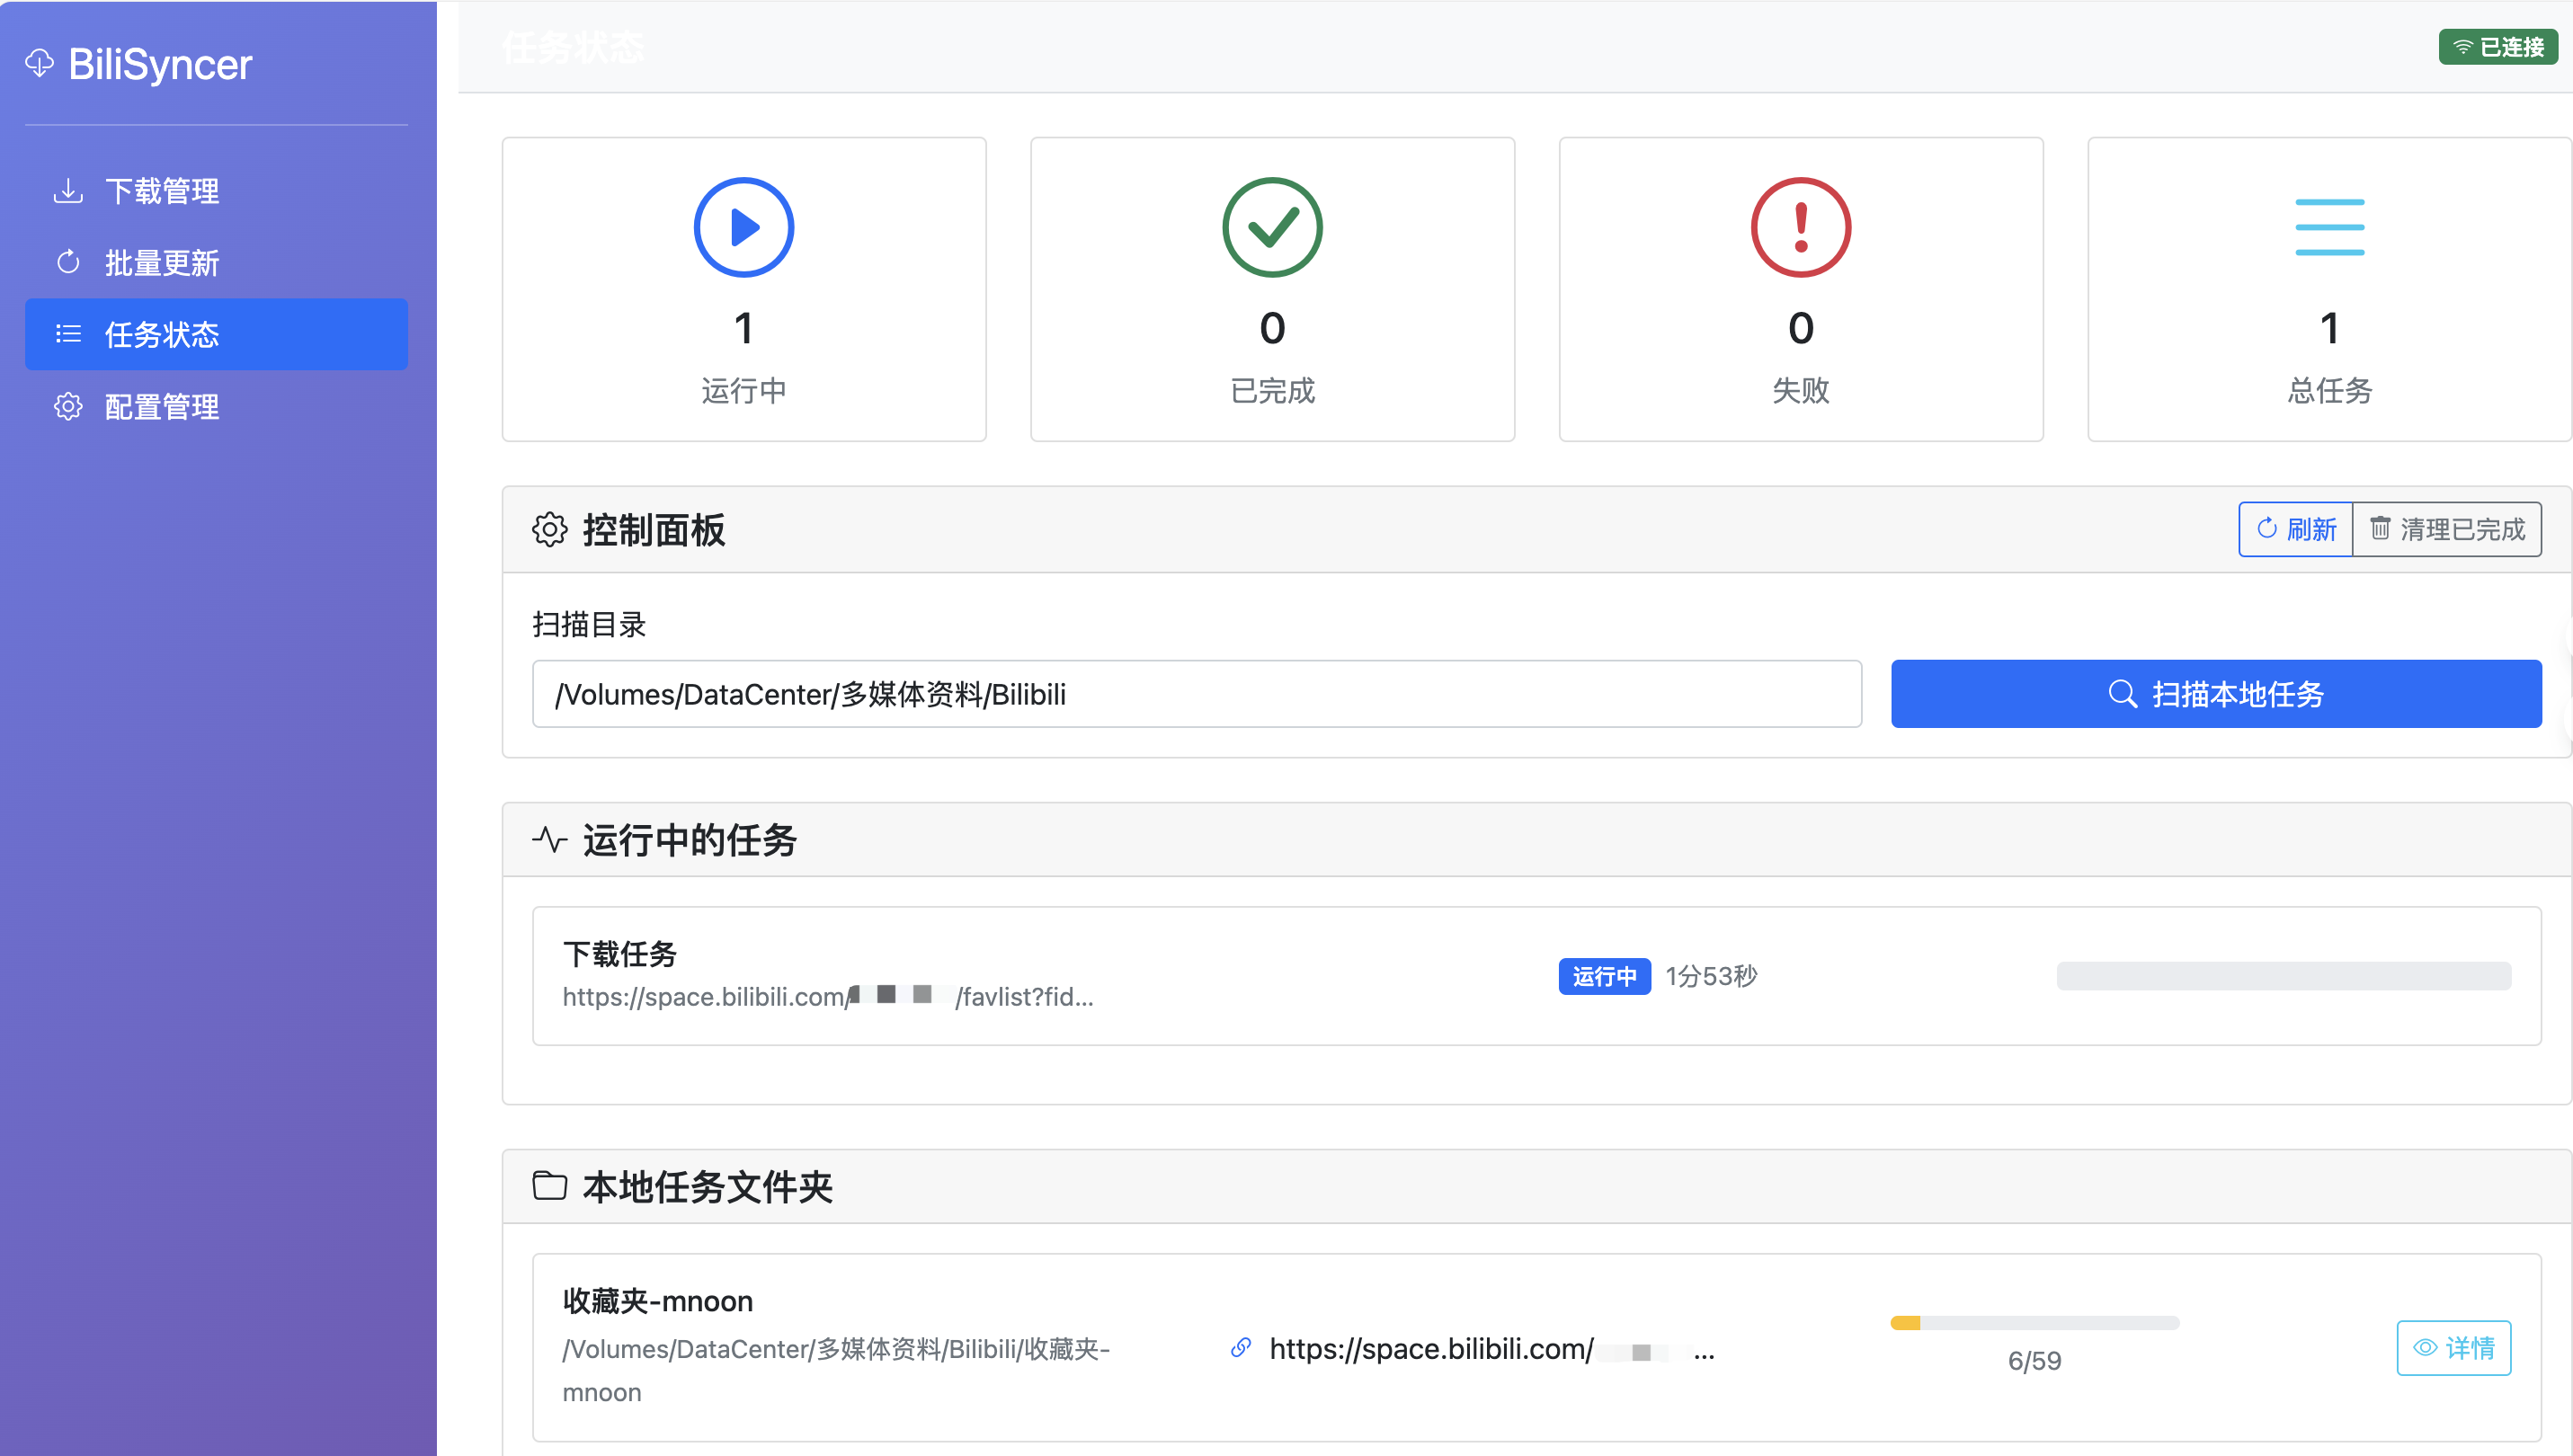 BiliSyncer
下载管理
批量更新
任务状态
配置管理
任务状态
已连接
1
运行中
0
已完成
0
失败
1
总任务
控制面板
刷新
清理已完成
扫描目录
/Volumes/DataCenter/多媒体资料/Bilibili
扫描本地任务
运行中的任务
下载任务
https://space.bilibili.com/ /favlist?fid...
运行中 1分53秒
本地任务文件夹
收藏夹-mnoon
/Volumes/DataCenter/多媒体资料/Bilibili/收藏夹-
mnoon
https://space.bilibili.com/ ...
6/59
详情